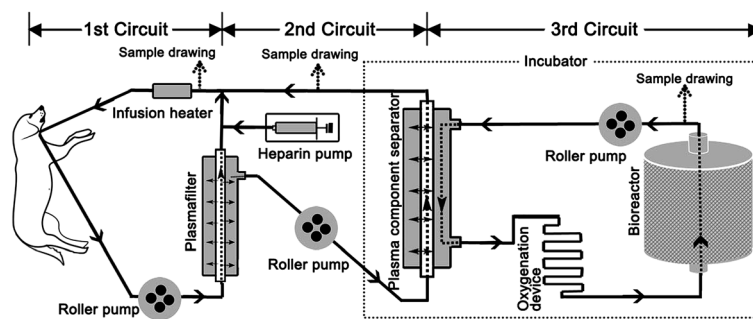 1st Circuit
2nd Circuit
3rd Circuit
Sample drawing
Sample drawing
Incubator
Sample drawing
Infusion heater
Heparin pump
Roller pump
Plasmafilter
Plasma component separator
Bioreactor
Roller pump
Roller pump
Oxygenation
device